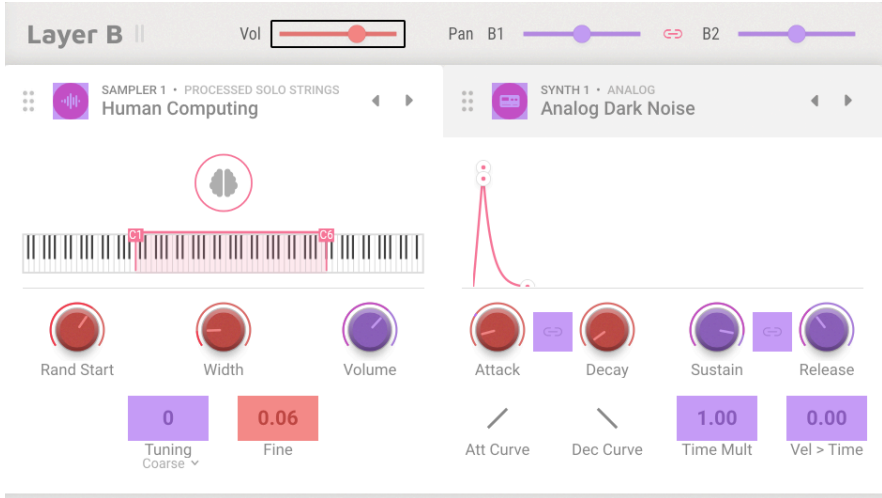 Layer B
Vol
Pan B1
B2
SAMPLER 1 • PROCESSED SOLO STRINGS
Human Computing
SYNTH 1 • ANALOG
Analog Dark Noise
C1
C6
Rand Start
Width
Volume
Attack
Decay
Sustain
Release
0
0.06
Tuning
Coarse
Fine
Att Curve
Dec Curve
1.00
0.00
Time Mult
Vel > Time